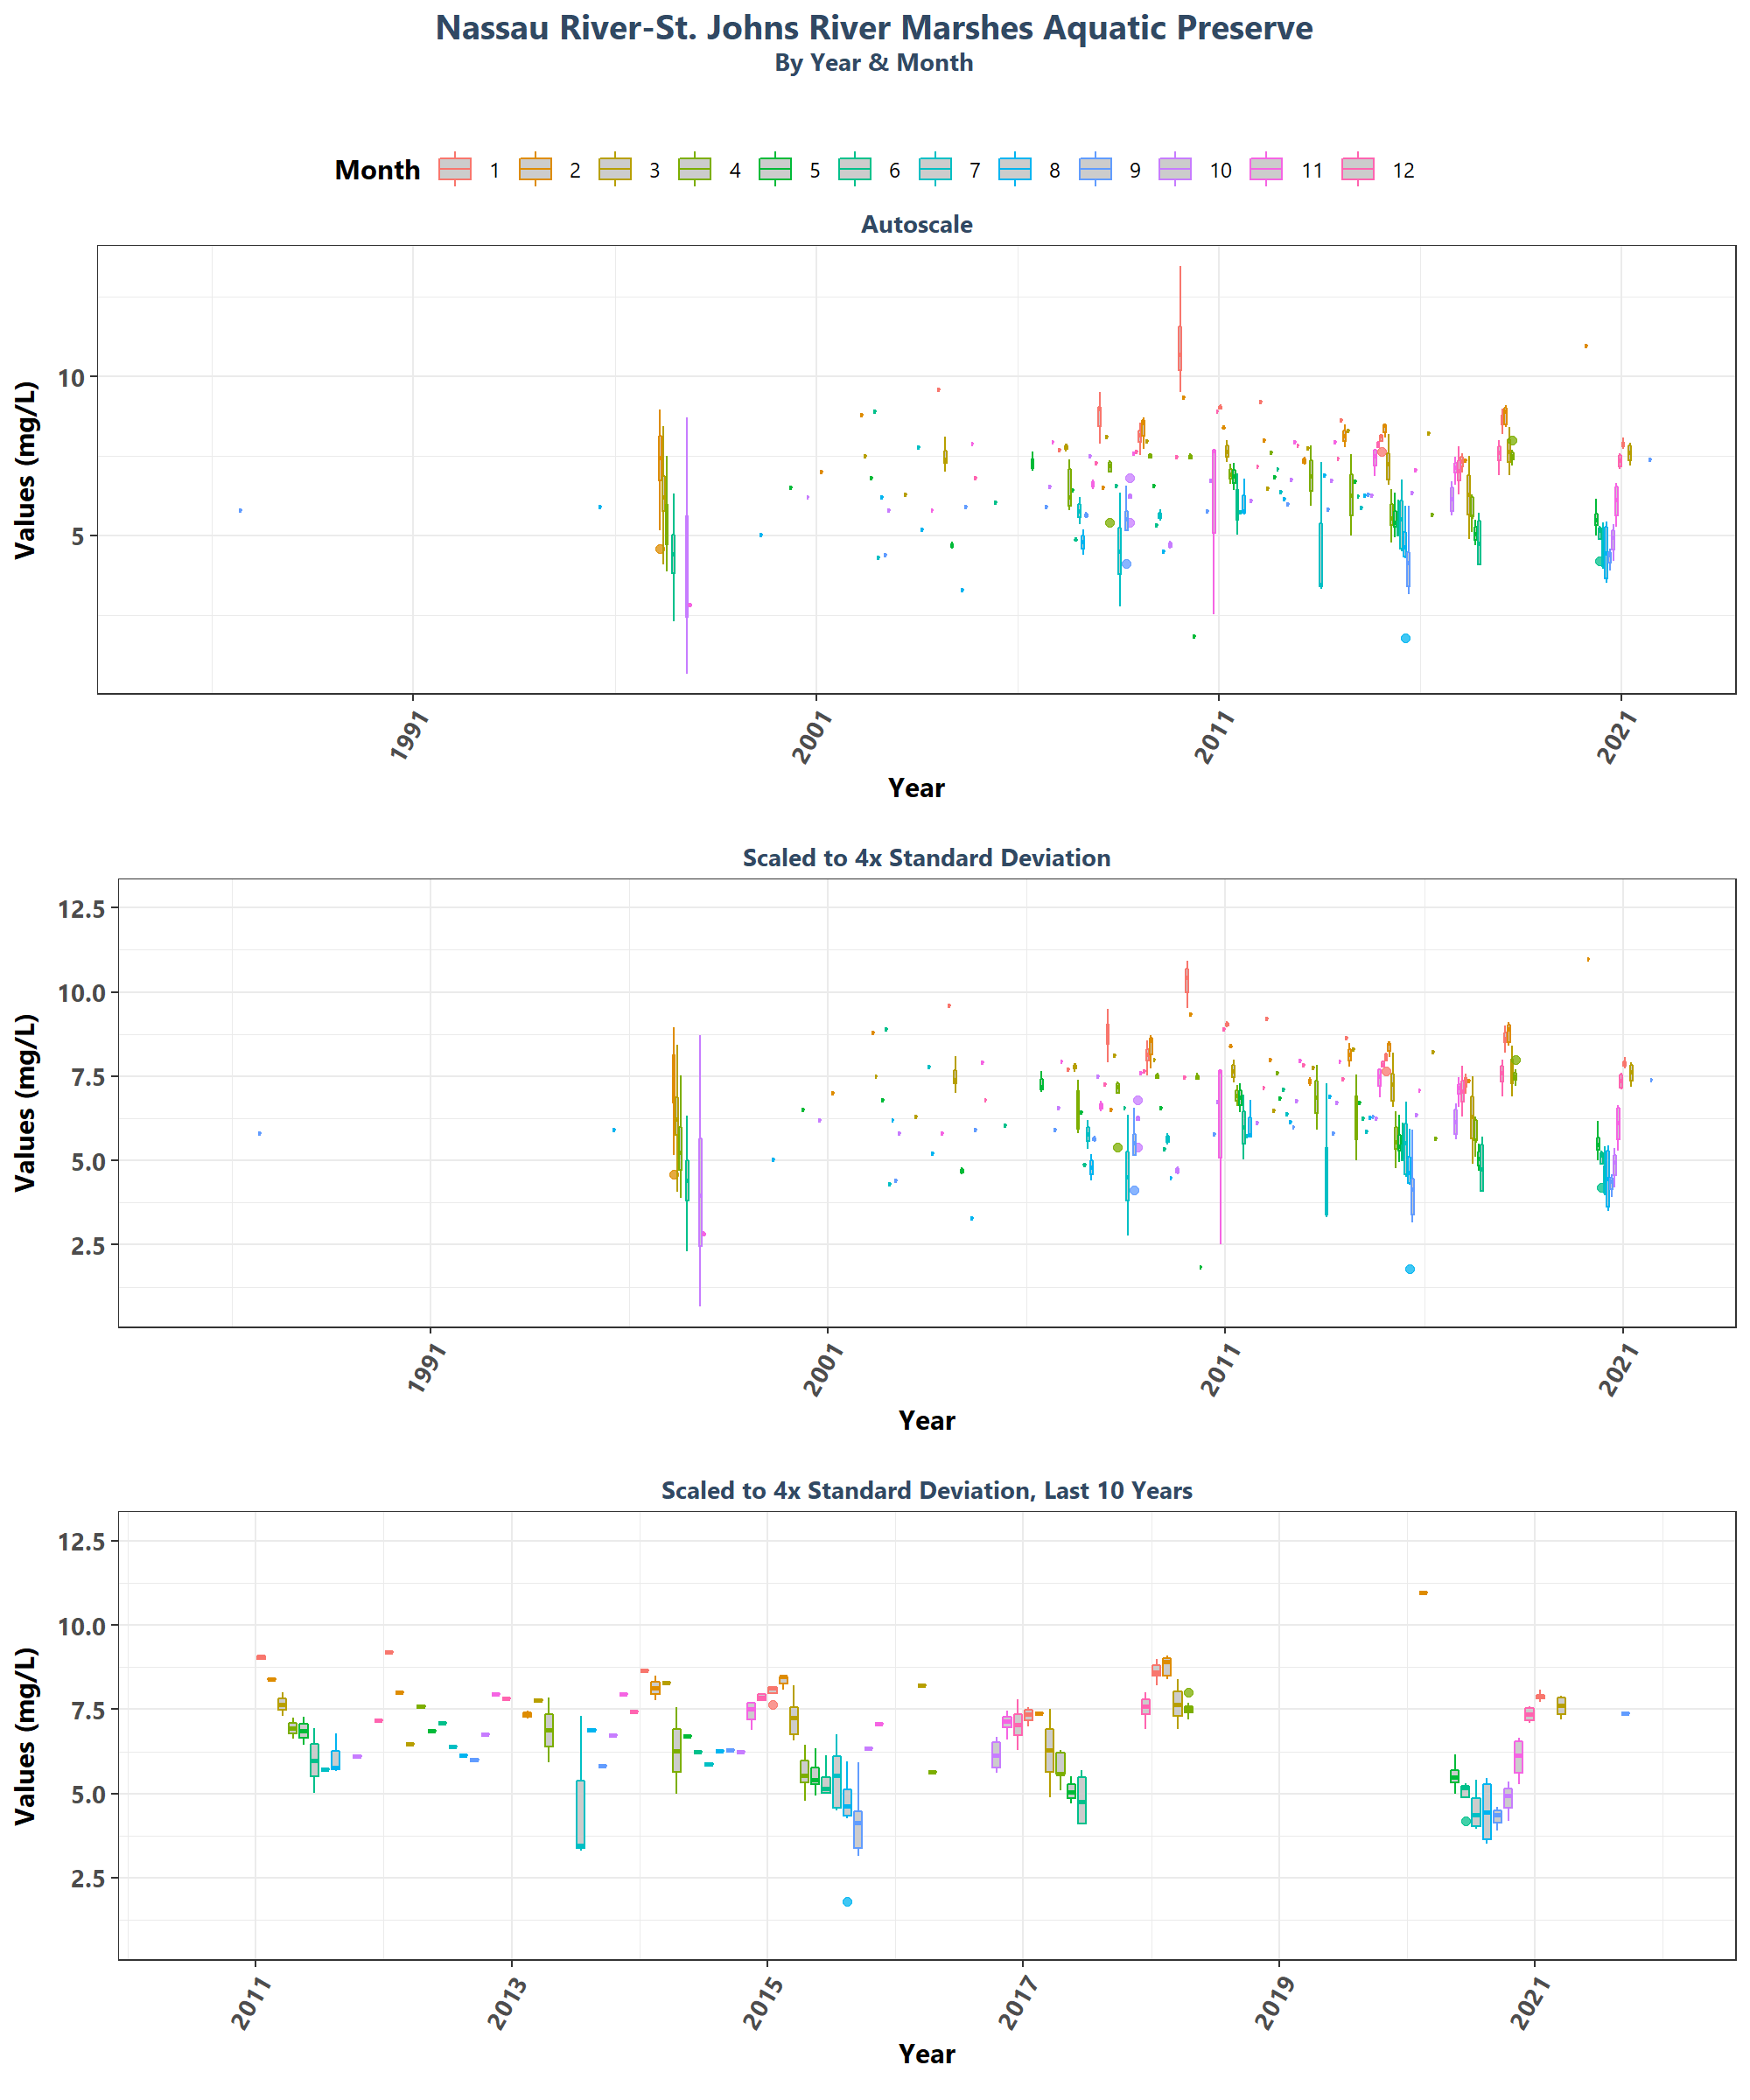 Nassau River-St. Johns River Marshes Aquatic Preserve
By Year & Month
Month 1 2 3 4 5 6 7 8 9 10 11 12
Autoscale
Values (mg/L)
10
5
1991 2001 2011 2021
Year
Scaled to 4x Standard Deviation
Values (mg/L)
12.5
10.0
7.5
5.0
2.5
1991 2001 2011 2021
Year
Scaled to 4x Standard Deviation, Last 10 Years
Values (mg/L)
12.5
10.0
7.5
5.0
2.5
2011 2013 2015 2017 2019 2021
Year